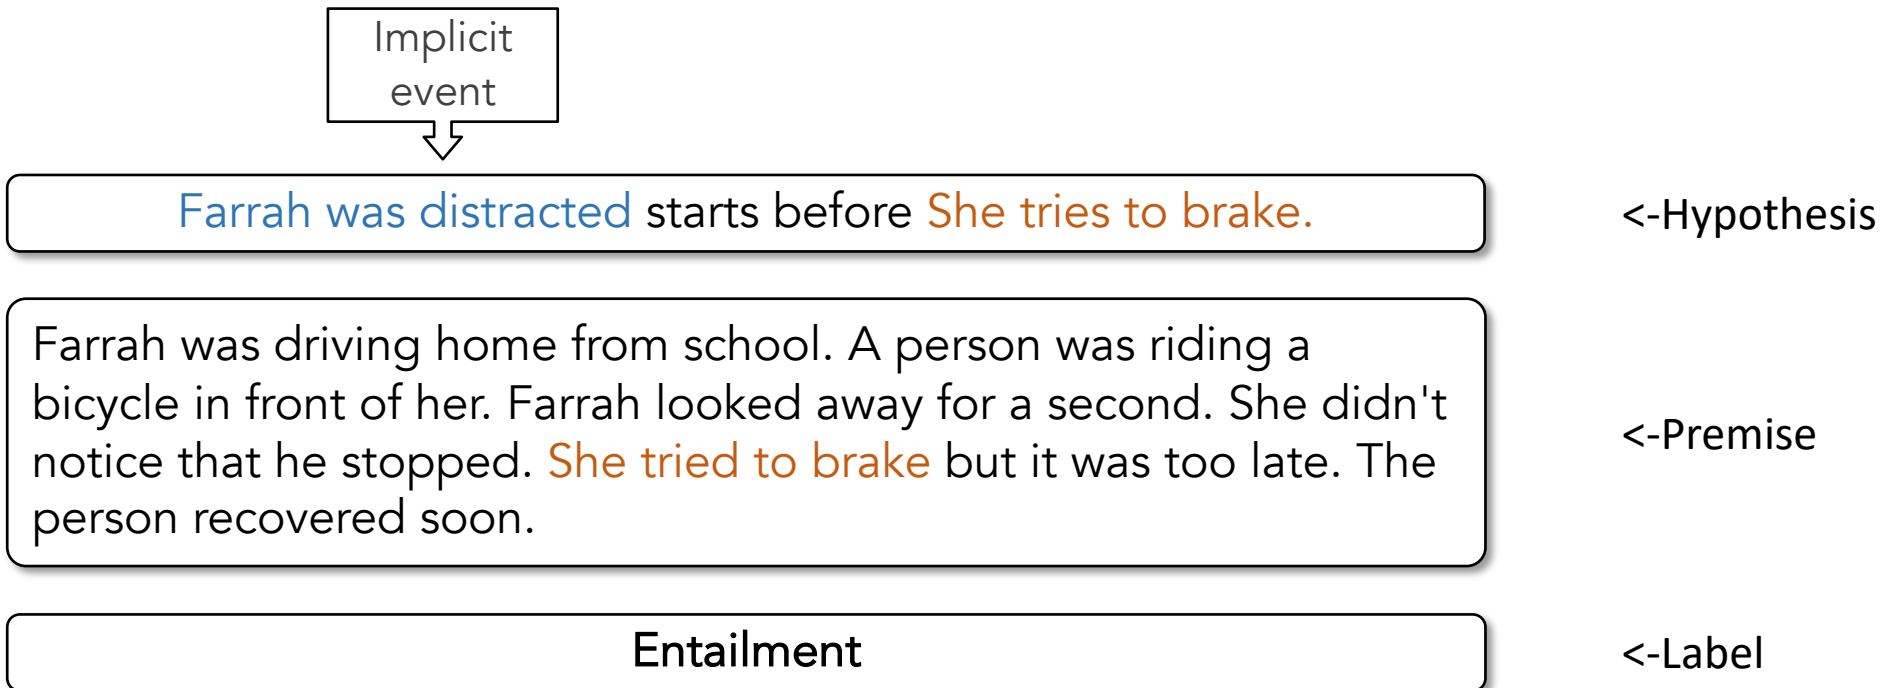 Implicit
event
Farrah was distracted starts before She tries to brake.
<-Hypothesis
Farrah was driving home from school. A person was riding a
bicycle in front of her. Farrah looked away for a second. She didn't
notice that he stopped. She tried to brake but it was too late. The
person recovered soon.
<-Premise
Entailment
<-Label